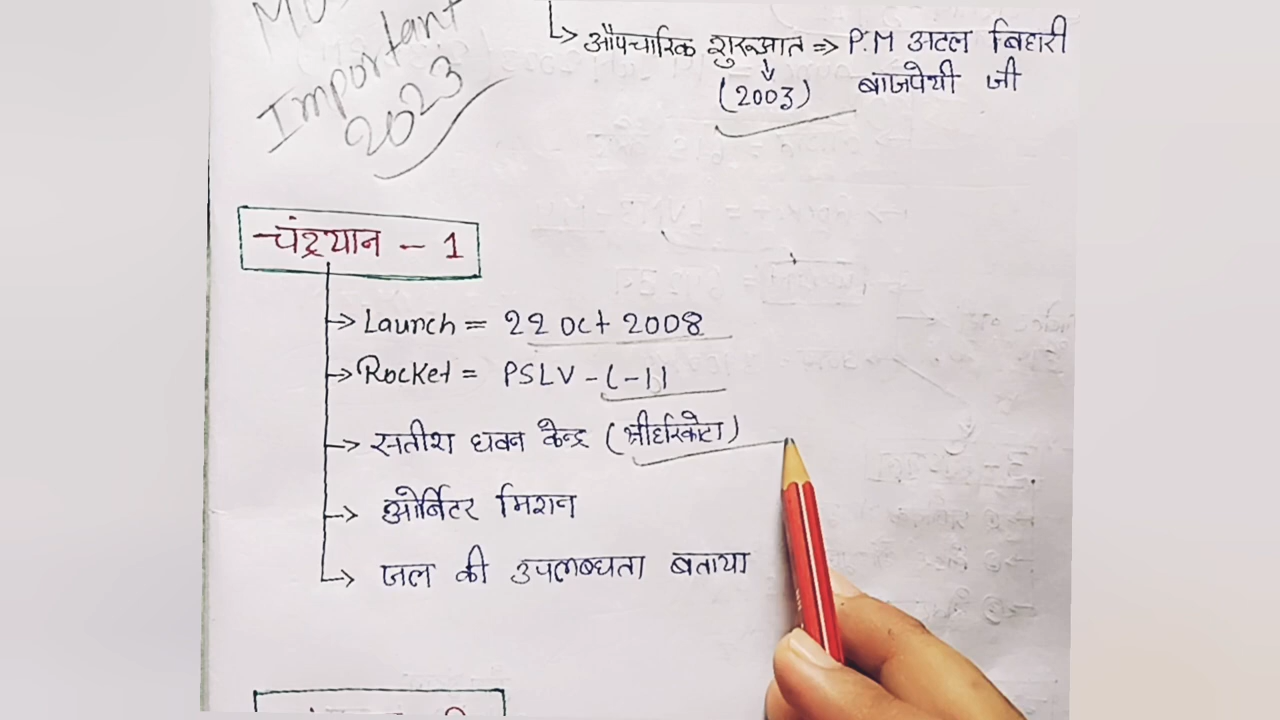 Important
2023
↳ औपचारिक शुरूआत ⇒ P.M अटल बिहारी
(2003) बाजपेयी जी
चंद्रयान - 1
→ Launch = 22 Oct 2008
→ Rocket = PSLV - C-11
→ सतीश धवन केन्द्र (श्रीहरिकोटा)
→ ओर्बिटर मिशन
→ जल की उपलब्धता बताया